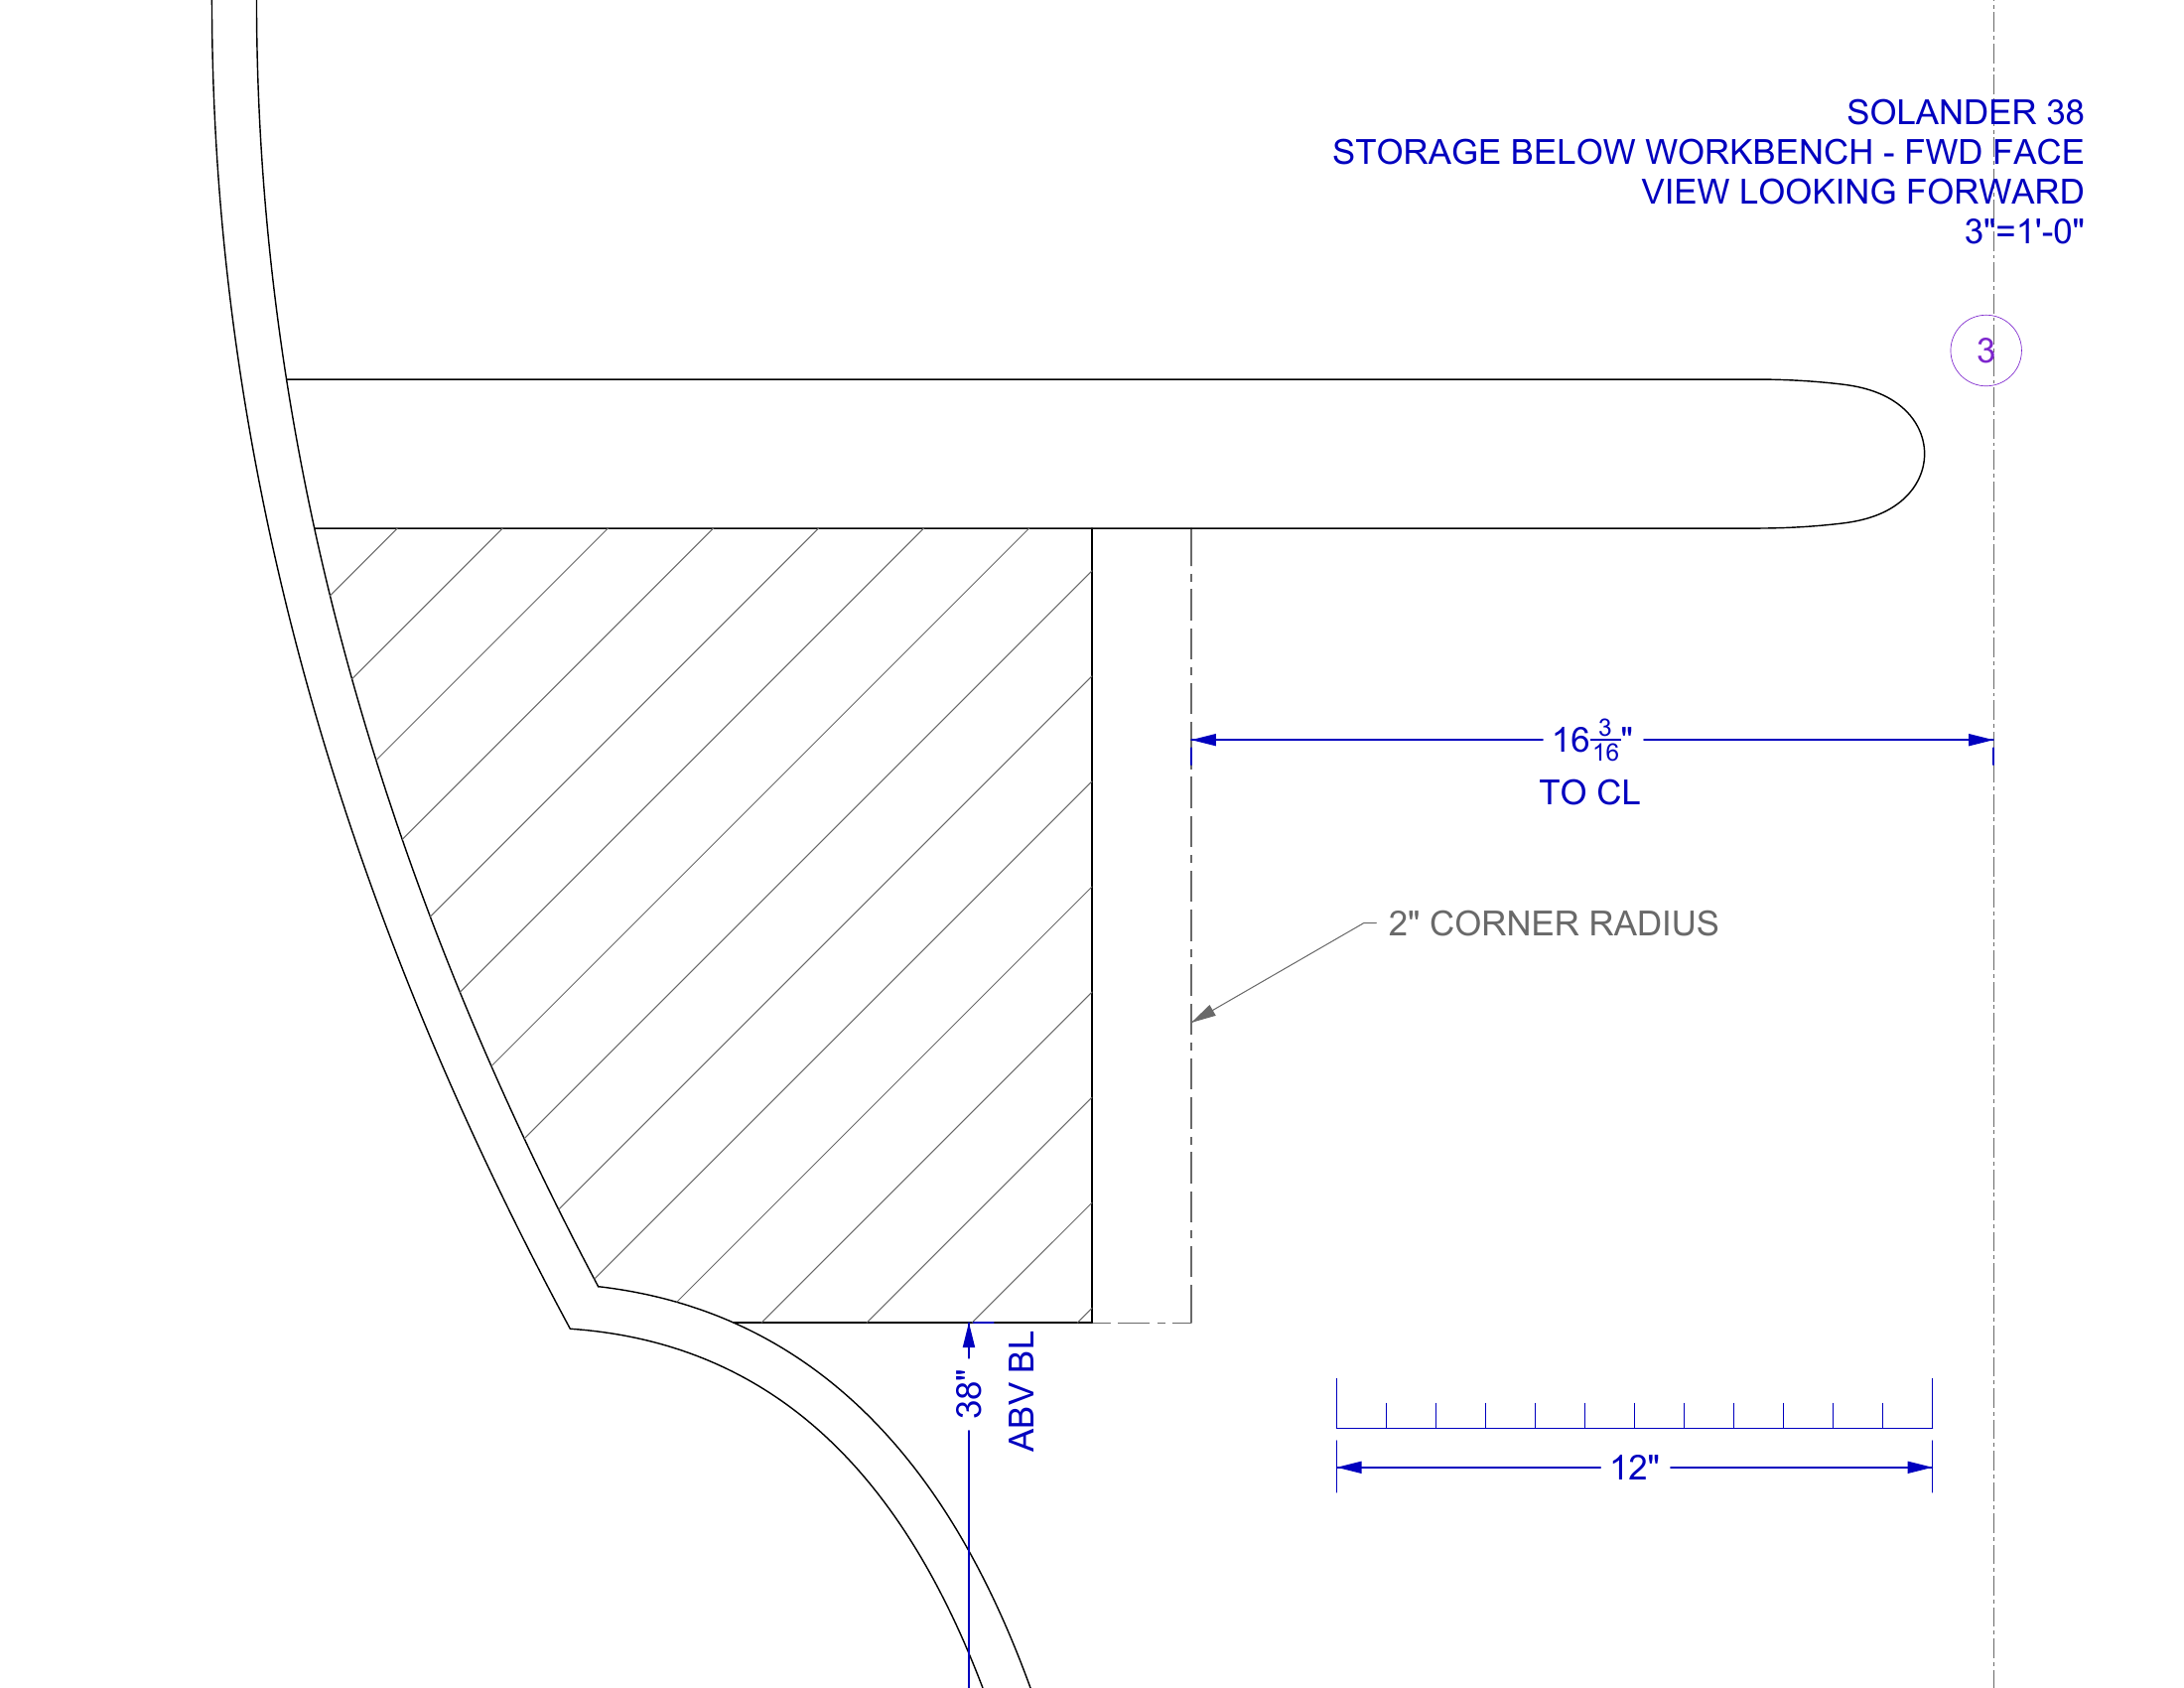 SOLANDER 38
STORAGE BELOW WORKBENCH - FWD FACE
VIEW LOOKING FORWARD
3"=1'-0"
3
16 3/16"
TO CL
2" CORNER RADIUS
38"
ABV BL
12"